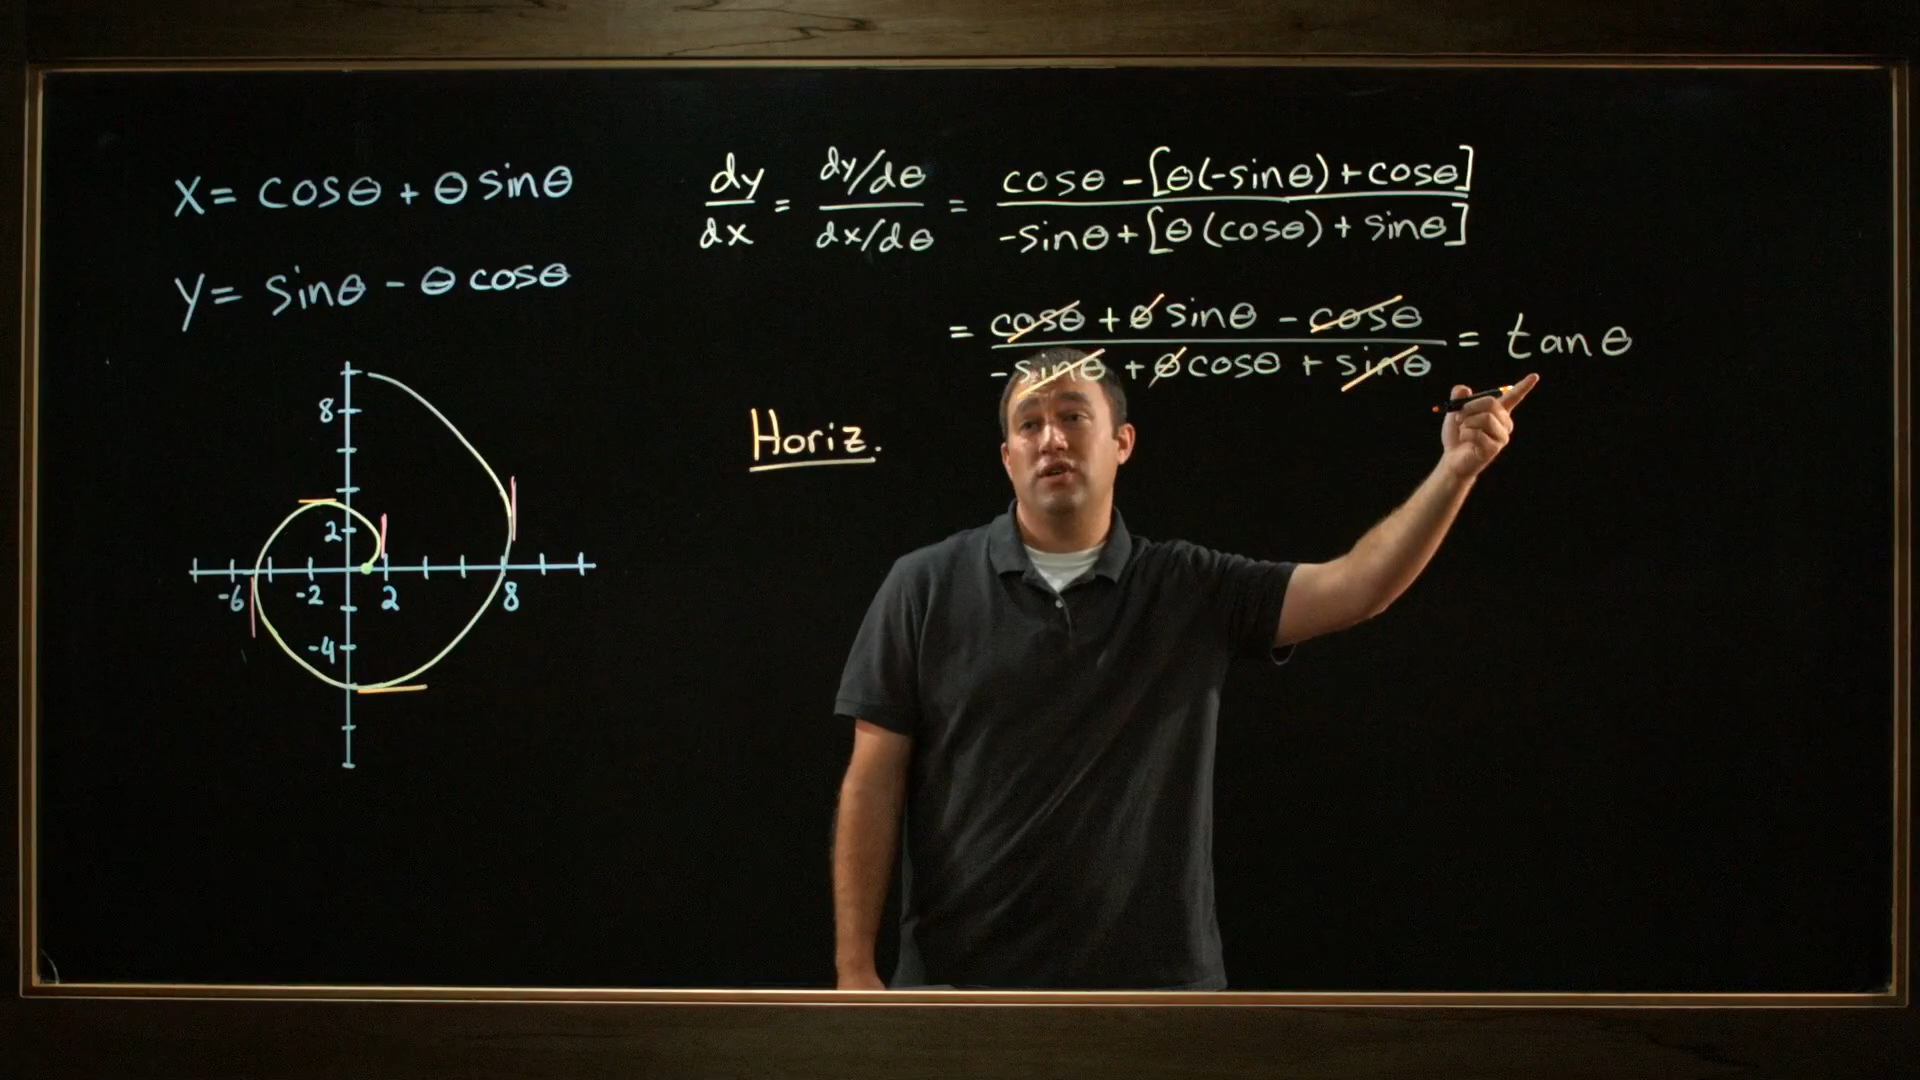 x = cosθ + θ sinθ
y = sinθ - θ cosθ
dy/dx = (dy/dθ)/(dx/dθ) = (cosθ - [θ(-sinθ) + cosθ])/(-sinθ + [θ(cosθ) + sinθ])
= (cosθ + θ sinθ - cosθ)/(-sinθ + θ cosθ + sinθ) = tanθ
Horiz.
8
2
-6 -2 2 8
-4